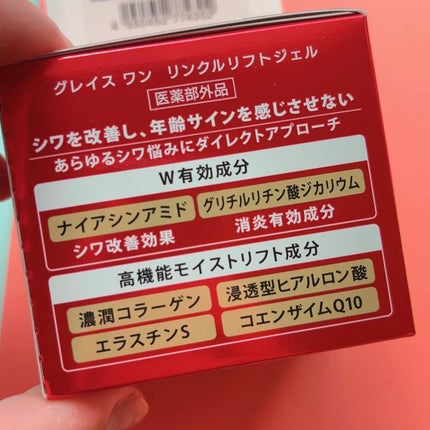 グレイス ワン リンクルリフトジェル
医薬部外品
シワを改善し、年齢サインを感じさせない
あらゆるシワ悩みにダイレクトアプローチ
W有効成分
ナイアシンアミド グリチルリチン酸ジカリウム
シワ改善効果 消炎有効成分
高機能モイストリフト成分
濃潤コラーゲン 浸透型ヒアルロン酸
エラスチンS コエンザイムQ10